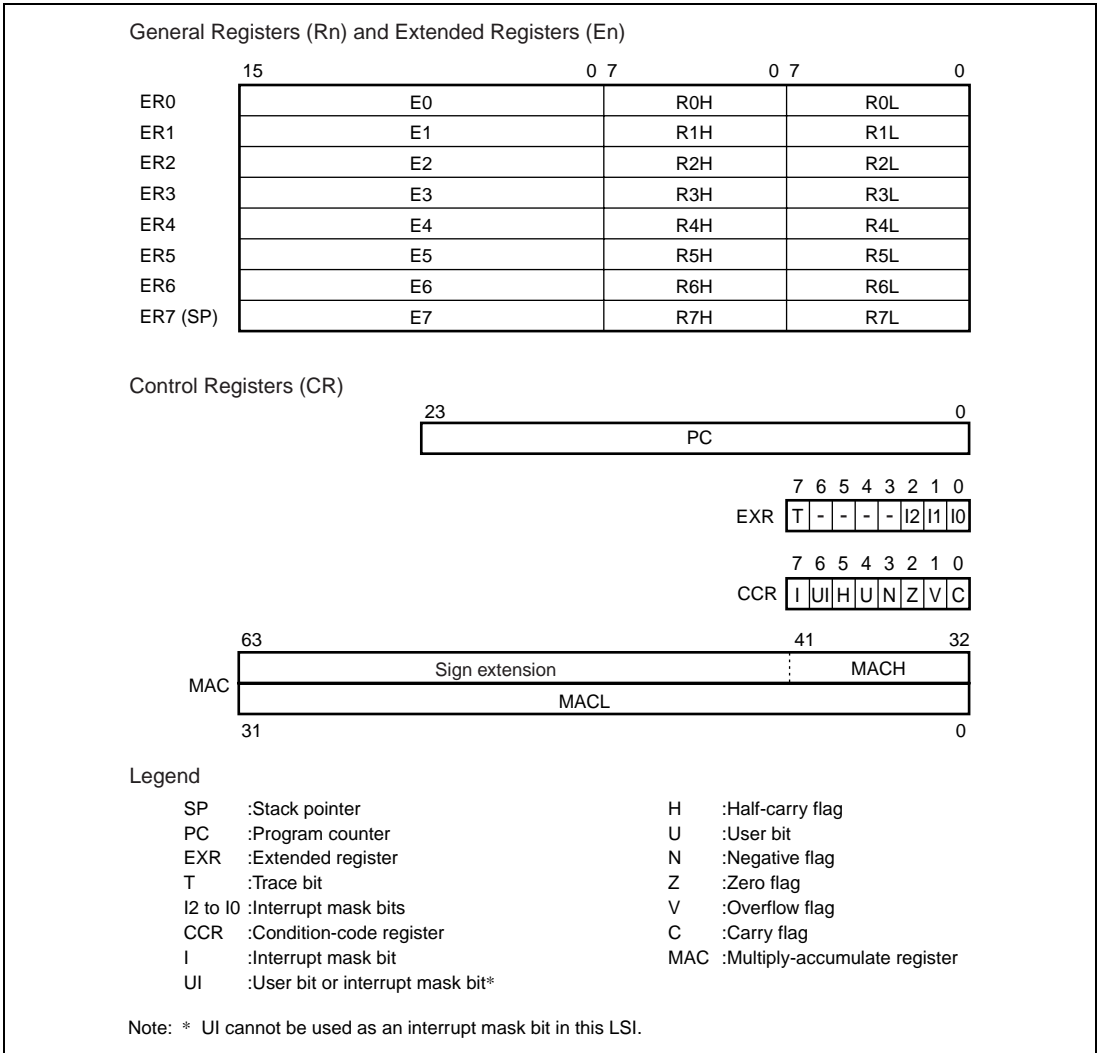 General Registers (Rn) and Extended Registers (En)
15 0 7 0 7 0
ER0 E0 R0H R0L
ER1 E1 R1H R1L
ER2 E2 R2H R2L
ER3 E3 R3H R3L
ER4 E4 R4H R4L
ER5 E5 R5H R5L
ER6 E6 R6H R6L
ER7 (SP) E7 R7H R7L
Control Registers (CR)
23 0
PC
7 6 5 4 3 2 1 0
EXR T - - - - I2 I1 I0
7 6 5 4 3 2 1 0
CCR I UI H U N Z V C
63 41 32
Sign extension MACH
MAC
MACL
31 0
Legend
SP :Stack pointer
PC :Program counter
EXR :Extended register
T :Trace bit
I2 to I0 :Interrupt mask bits
CCR :Condition-code register
I :Interrupt mask bit
UI :User bit or interrupt mask bit*
H :Half-carry flag
U :User bit
N :Negative flag
Z :Zero flag
V :Overflow flag
C :Carry flag
MAC :Multiply-accumulate register
Note: * UI cannot be used as an interrupt mask bit in this LSI.